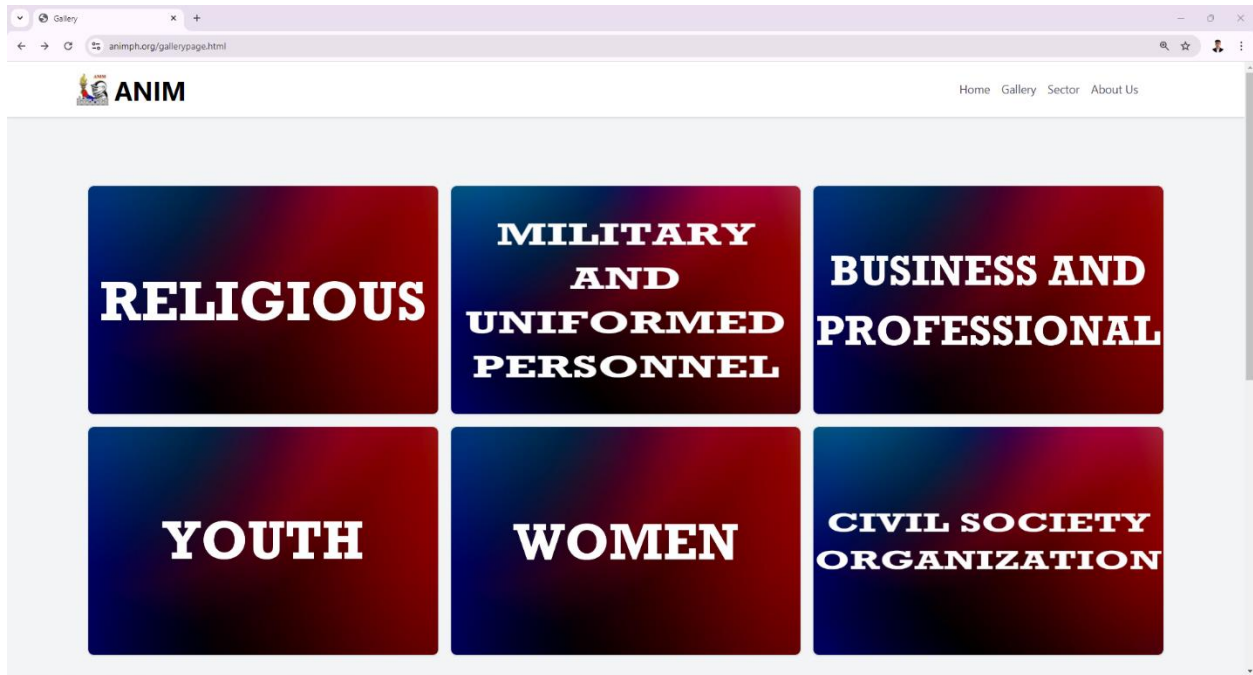 Gallery
animph.org/gallerypage.html
ANIM
ANIM
Home Gallery Sector About Us
RELIGIOUS
MILITARY
AND
UNIFORMED
PERSONNEL
BUSINESS AND
PROFESSIONAL
YOUTH
WOMEN
CIVIL SOCIETY
ORGANIZATION